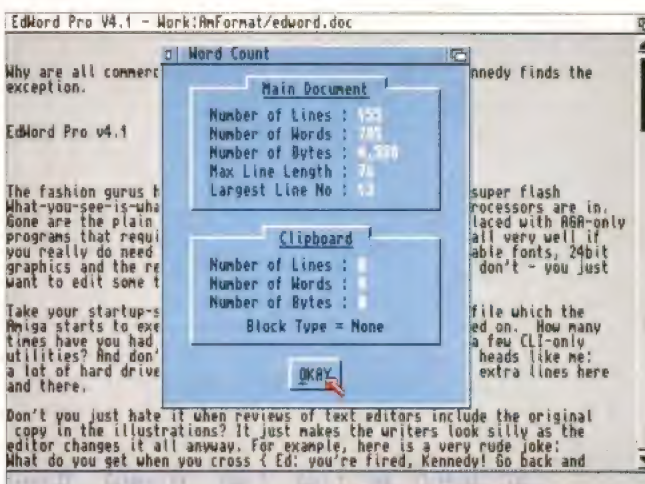 EdWord Pro V4.1 - Work:AmFormat/edword.doc
Word Count
Why are all commerc
nnedy finds the
exception.
EdWord Pro v4.1
Main Document
Number of Lines :
Number of Words :
Number of Bytes :
Max Line Length :
Largest Line No :
The fashion gurus
super flash
What-you-see-is-wha
rocessors are in.
Gone are the plain
laced with AGA-only
programs that requi
all very well if
you really do need
able fonts, 24bit
graphics and the re
don't - you just
want to edit some t
Clipboard
Number of Lines :
Number of Words :
Number of Bytes :
Block Type = None
OKAY
Take your startup-s
file which the
Amiga starts to exe
ed on. How many
times have you had
a few CLI-only
utilities? And don'
heads like me:
a lot of hard drive
extra lines here
and there.
Don't you just hate it when reviews of text editors include the original
copy in the illustrations? It just makes the writers look silly as the
editor changes it all anyway. For example, here is a very rude joke:
What do you get when you cross { Ed: you're fired, Kennedy! Go back and